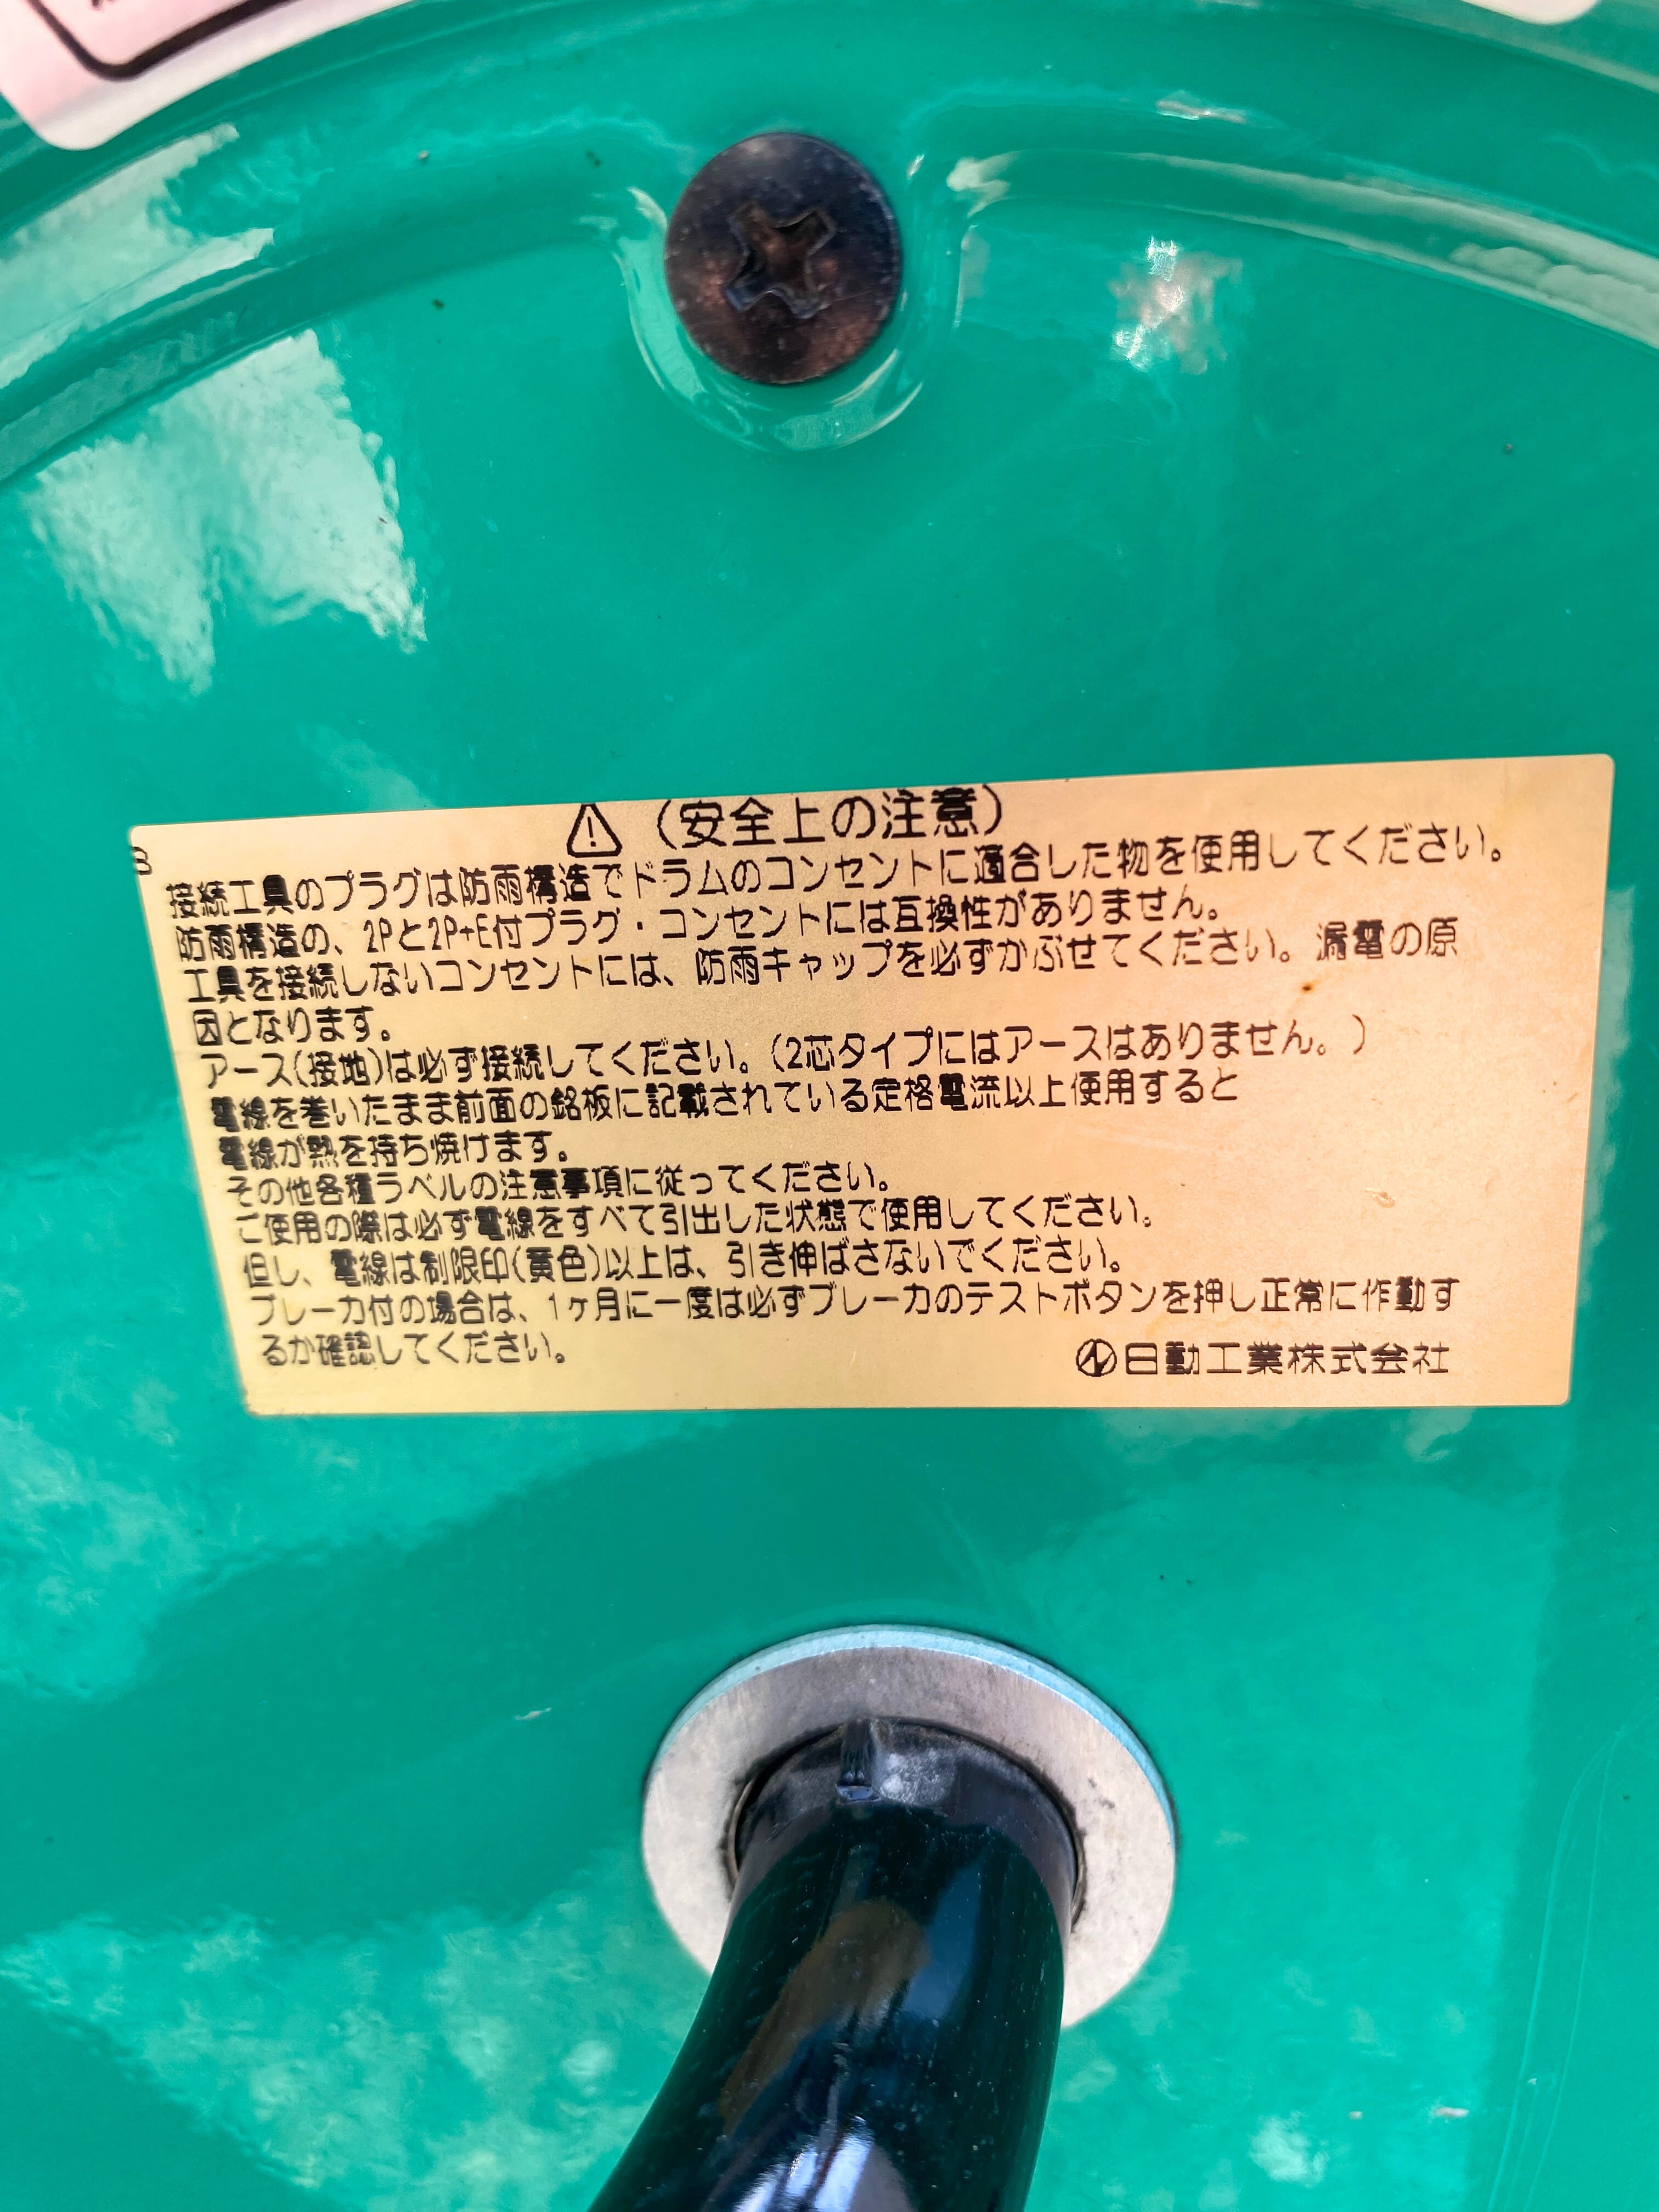 ⚠(安全上の注意)
B
接続工具のプラグは防雨構造でドラムのコンセントに適合した物を使用してください。
防雨構造の、2Pと2P+E付プラグ・コンセントには互換性がありません。
工具を接続しないコンセントには、防雨キャップを必ずかぶせてください。漏電の原
因となります。
アース(接地)は必ず接続してください。(2芯タイプにはアースはありません。)
電線を巻いたまま前面の銘板に記載されている定格電流以上使用すると
電線が熱を持ち焼けます。
その他各種ラベルの注意事項に従ってください。
ご使用の際は必ず電線をすべて引出した状態で使用してください。
但し、電線は制限印(黄色)以上は、引き伸ばさないでください。
ブレーカ付の場合は、1ヶ月に一度は必ずブレーカのテストボタンを押し正常に作動す
るか確認してください。
日動工業株式会社